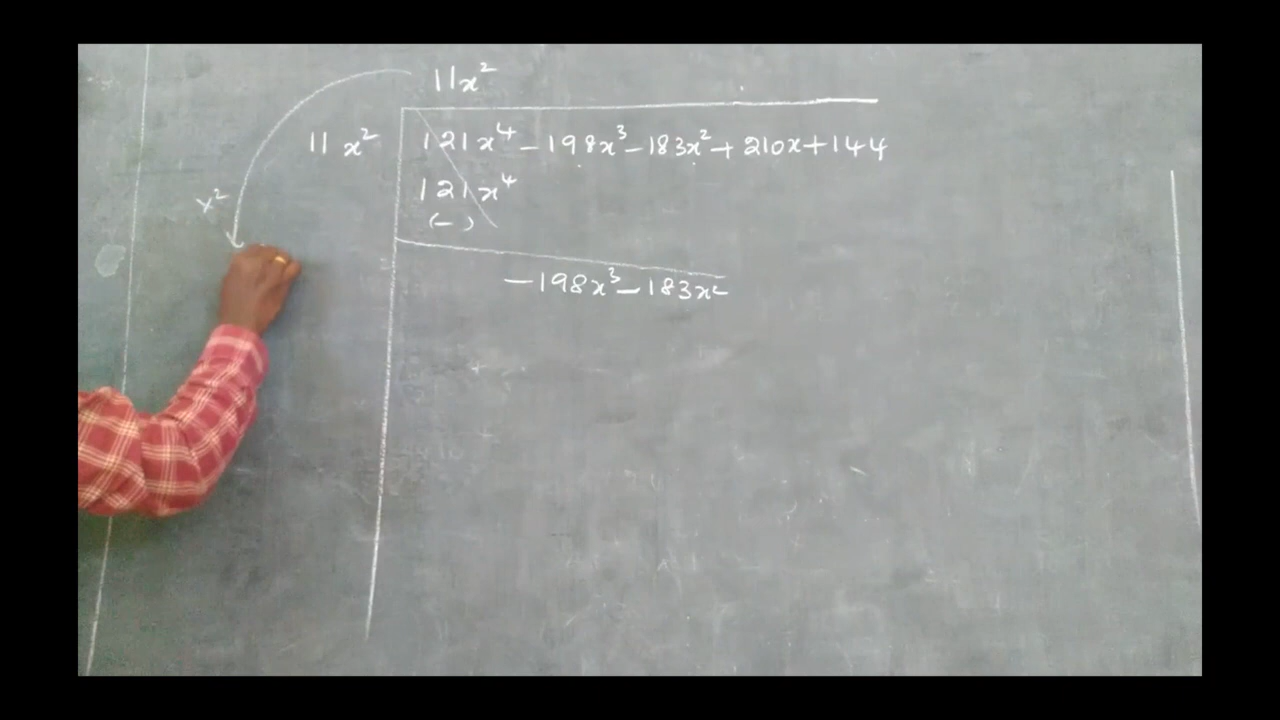 11x²
11x² 121x⁴ – 198x³ – 183x² + 210x + 144
121x⁴
x²
(–)
– 198x³ – 183x²